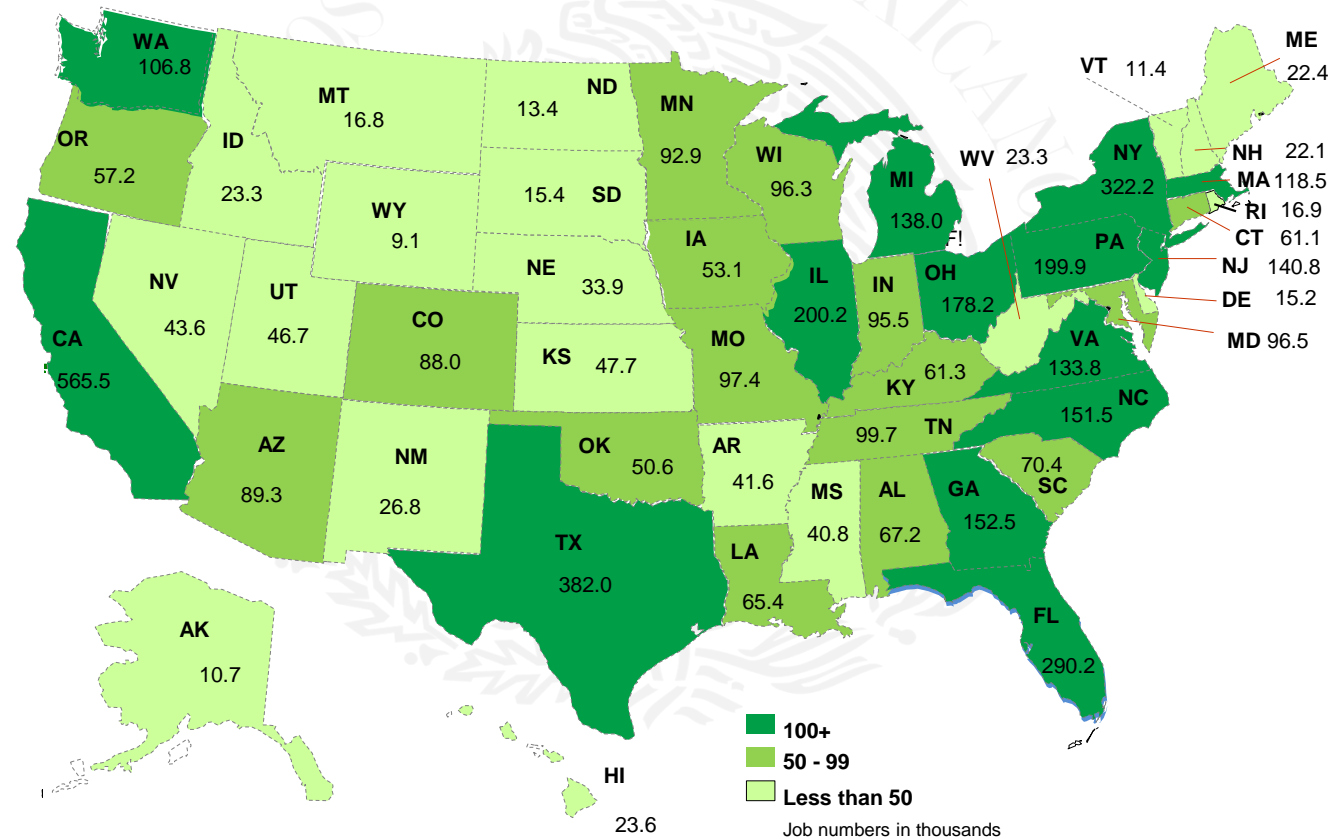 WA
106.8
MT
16.8
ND
13.4
MN
92.9
VT 11.4
ME
22.4
OR
57.2
ID
23.3
WI
96.3
MI
138.0
F!
WV 23.3
NY
322.2
NH 22.1
MA 118.5
RI 16.9
CT 61.1
NJ 140.8
DE 15.2
MD 96.5
WY
9.1
15.4 SD
IA
53.1
NE
33.9
PA
199.9
NV
43.6
UT
46.7
CO
88.0
KS 47.7
MO
97.4
IL
200.2
IN
95.5
OH
178.2
VA
133.8
CA
565.5
KY 61.3
NC
151.5
AZ
89.3
NM
26.8
OK 50.6
AR
41.6
99.7 TN
70.4
SC
MS
40.8
AL
67.2
GA
152.5
TX
382.0
LA
65.4
FL
290.2
AK
10.7
HI
23.6
100+
50 - 99
Less than 50
Job numbers in thousands